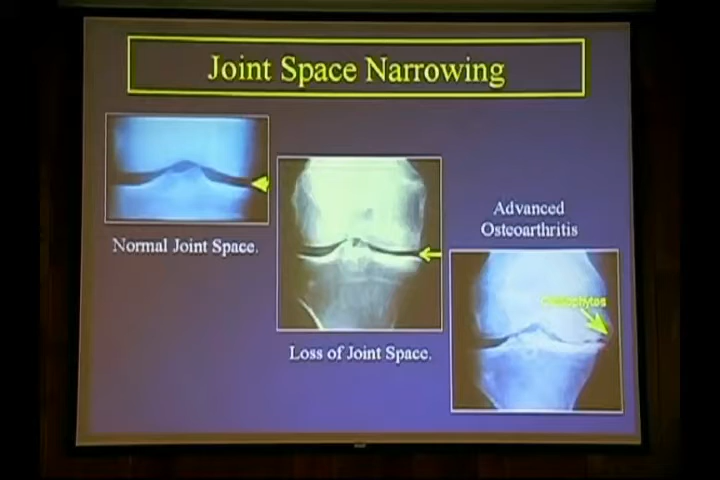 Joint Space Narrowing
Normal Joint Space.
Loss of Joint Space.
Advanced
Osteoarthritis
Osteophytes